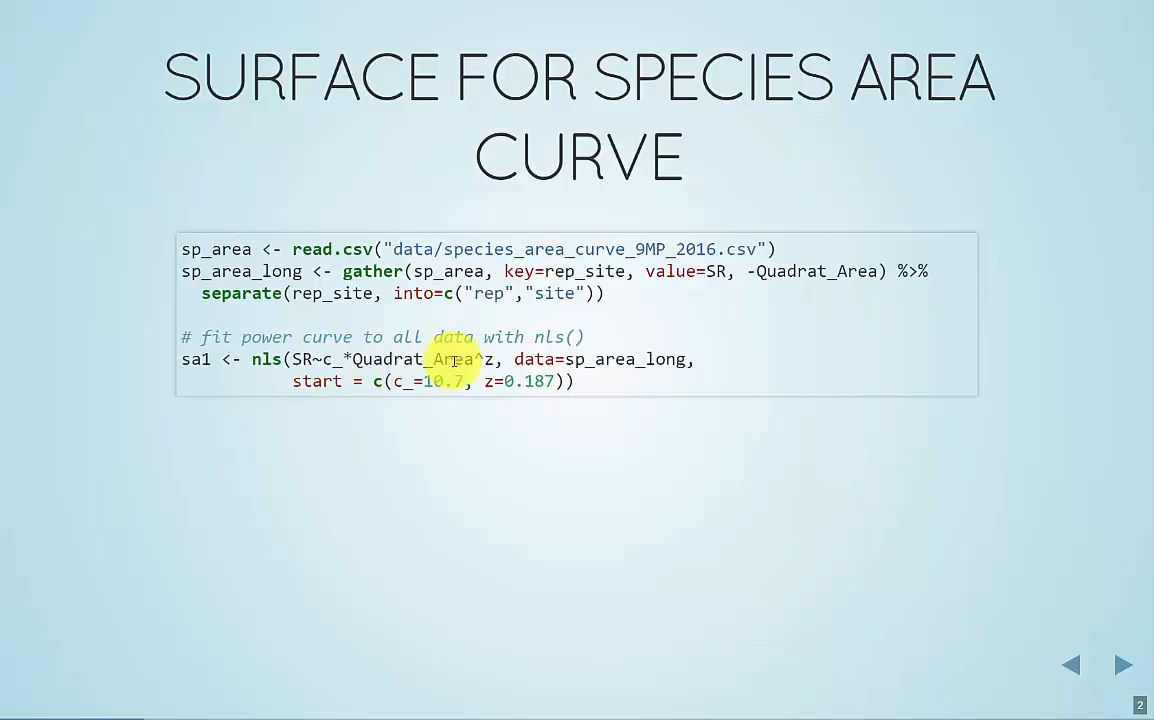 SURFACE FOR SPECIES AREA
CURVE
sp_area <- read.csv("data/species_area_curve_9MP_2016.csv")
sp_area_long <- gather(sp_area, key=rep_site, value=SR, -Quadrat_Area) %>%
  separate(rep_site, into=c("rep","site"))
# fit power curve to all data with nls()
sa1 <- nls(SR~c_*Quadrat_Area^z, data=sp_area_long,
           start = c(c_=10.7, z=0.187))
2